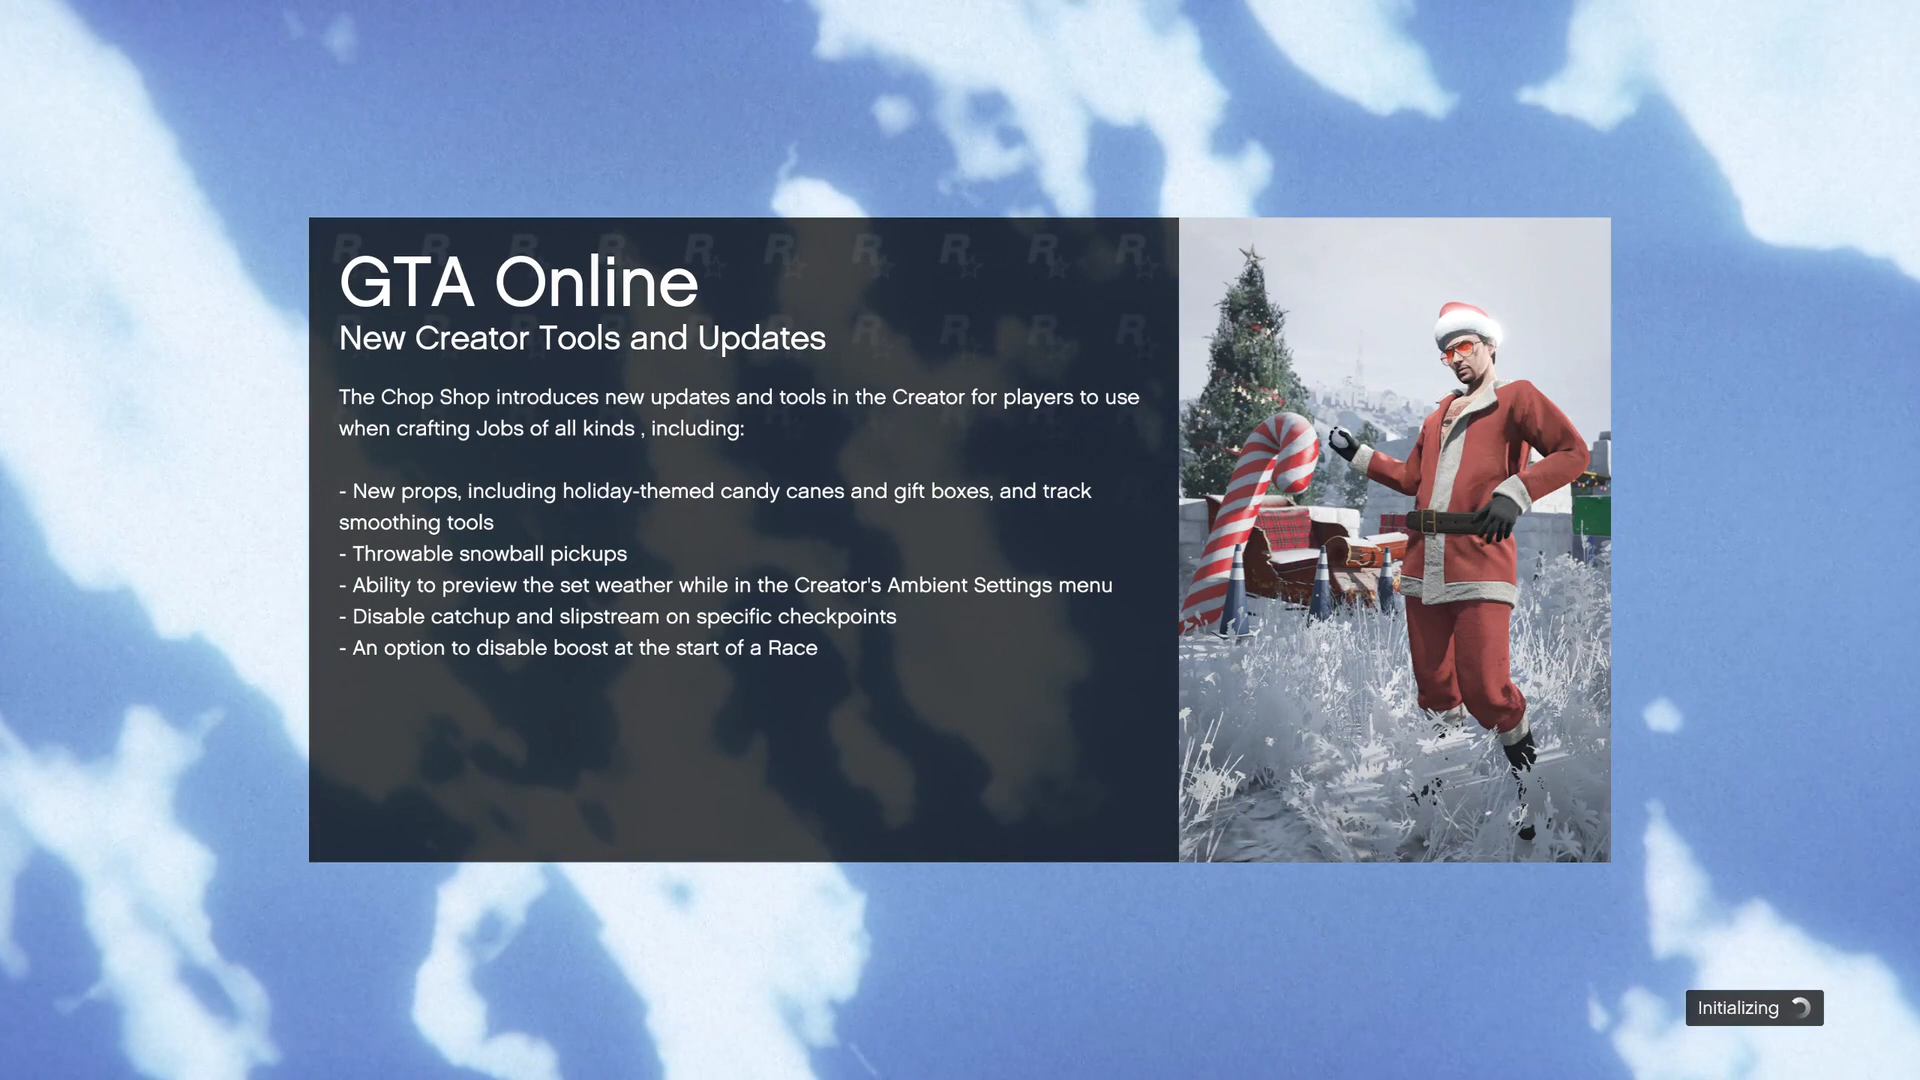 GTA Online
New Creator Tools and Updates
The Chop Shop introduces new updates and tools in the Creator for players to use
when crafting Jobs of all kinds , including:
- New props, including holiday-themed candy canes and gift boxes, and track
smoothing tools
- Throwable snowball pickups
- Ability to preview the set weather while in the Creator's Ambient Settings menu
- Disable catchup and slipstream on specific checkpoints
- An option to disable boost at the start of a Race
Initializing